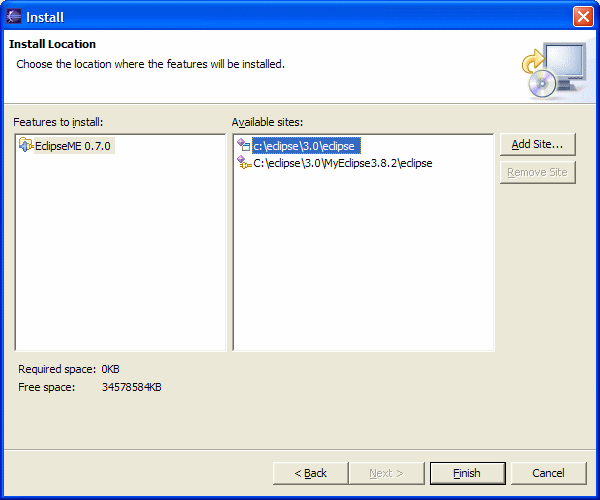 Install
Install Location
Choose the location where the features will be installed.
Features to install:
Available sites:
EclipseME 0.7.0
c:\eclipse\3.0\eclipse
C:\eclipse\3.0\MyEclipse3.8.2\eclipse
Add Site...
Remove Site
Required space: 0KB
Free space: 34578584KB
< Back
Next >
Finish
Cancel